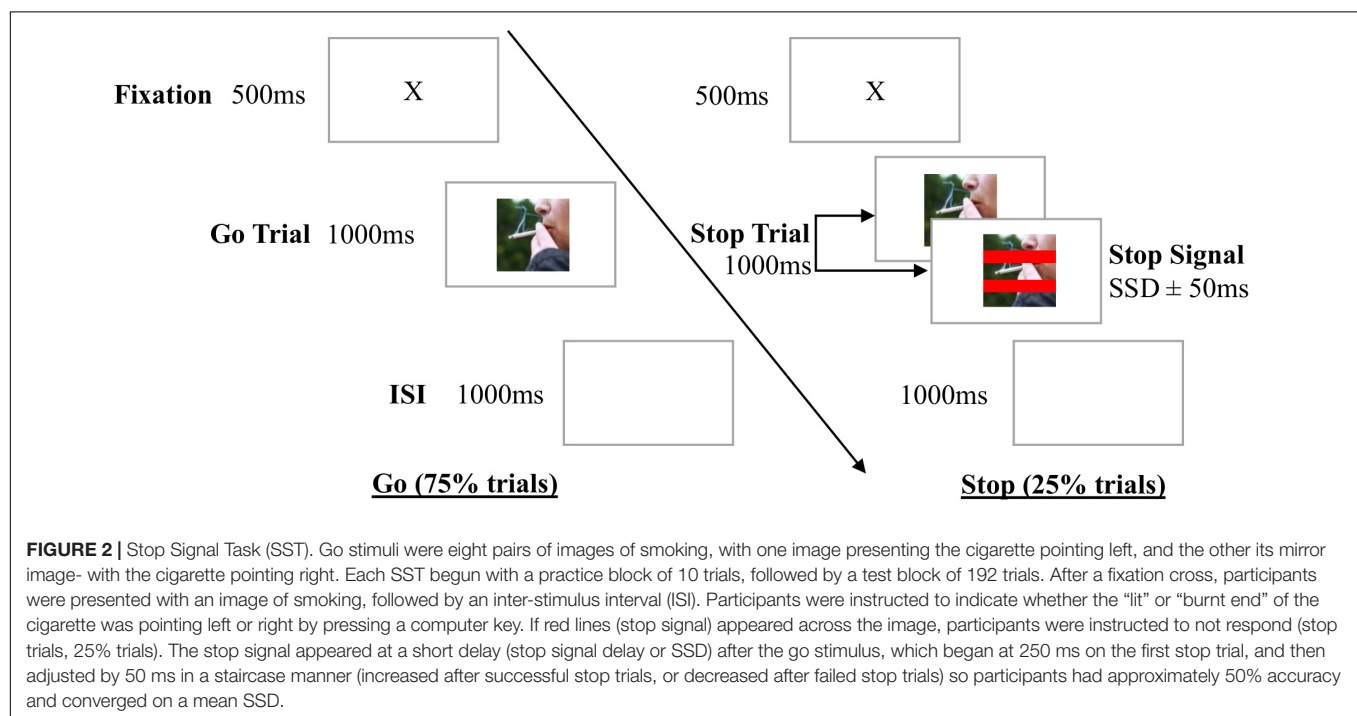 Fixation 500ms X
500ms X
Go Trial 1000ms
Stop Trial
1000ms
Stop Signal
SSD ± 50ms
ISI 1000ms
1000ms
Go (75% trials)
Stop (25% trials)
FIGURE 2 | Stop Signal Task (SST). Go stimuli were eight pairs of images of smoking, with one image presenting the cigarette pointing left, and the other its mirror
image- with the cigarette pointing right. Each SST begun with a practice block of 10 trials, followed by a test block of 192 trials. After a fixation cross, participants
were presented with an image of smoking, followed by an inter-stimulus interval (ISI). Participants were instructed to indicate whether the “lit” or “burnt end” of the
cigarette was pointing left or right by pressing a computer key. If red lines (stop signal) appeared across the image, participants were instructed to not respond (stop
trials, 25% trials). The stop signal appeared at a short delay (stop signal delay or SSD) after the go stimulus, which began at 250 ms on the first stop trial, and then
adjusted by 50 ms in a staircase manner (increased after successful stop trials, or decreased after failed stop trials) so participants had approximately 50% accuracy
and converged on a mean SSD.